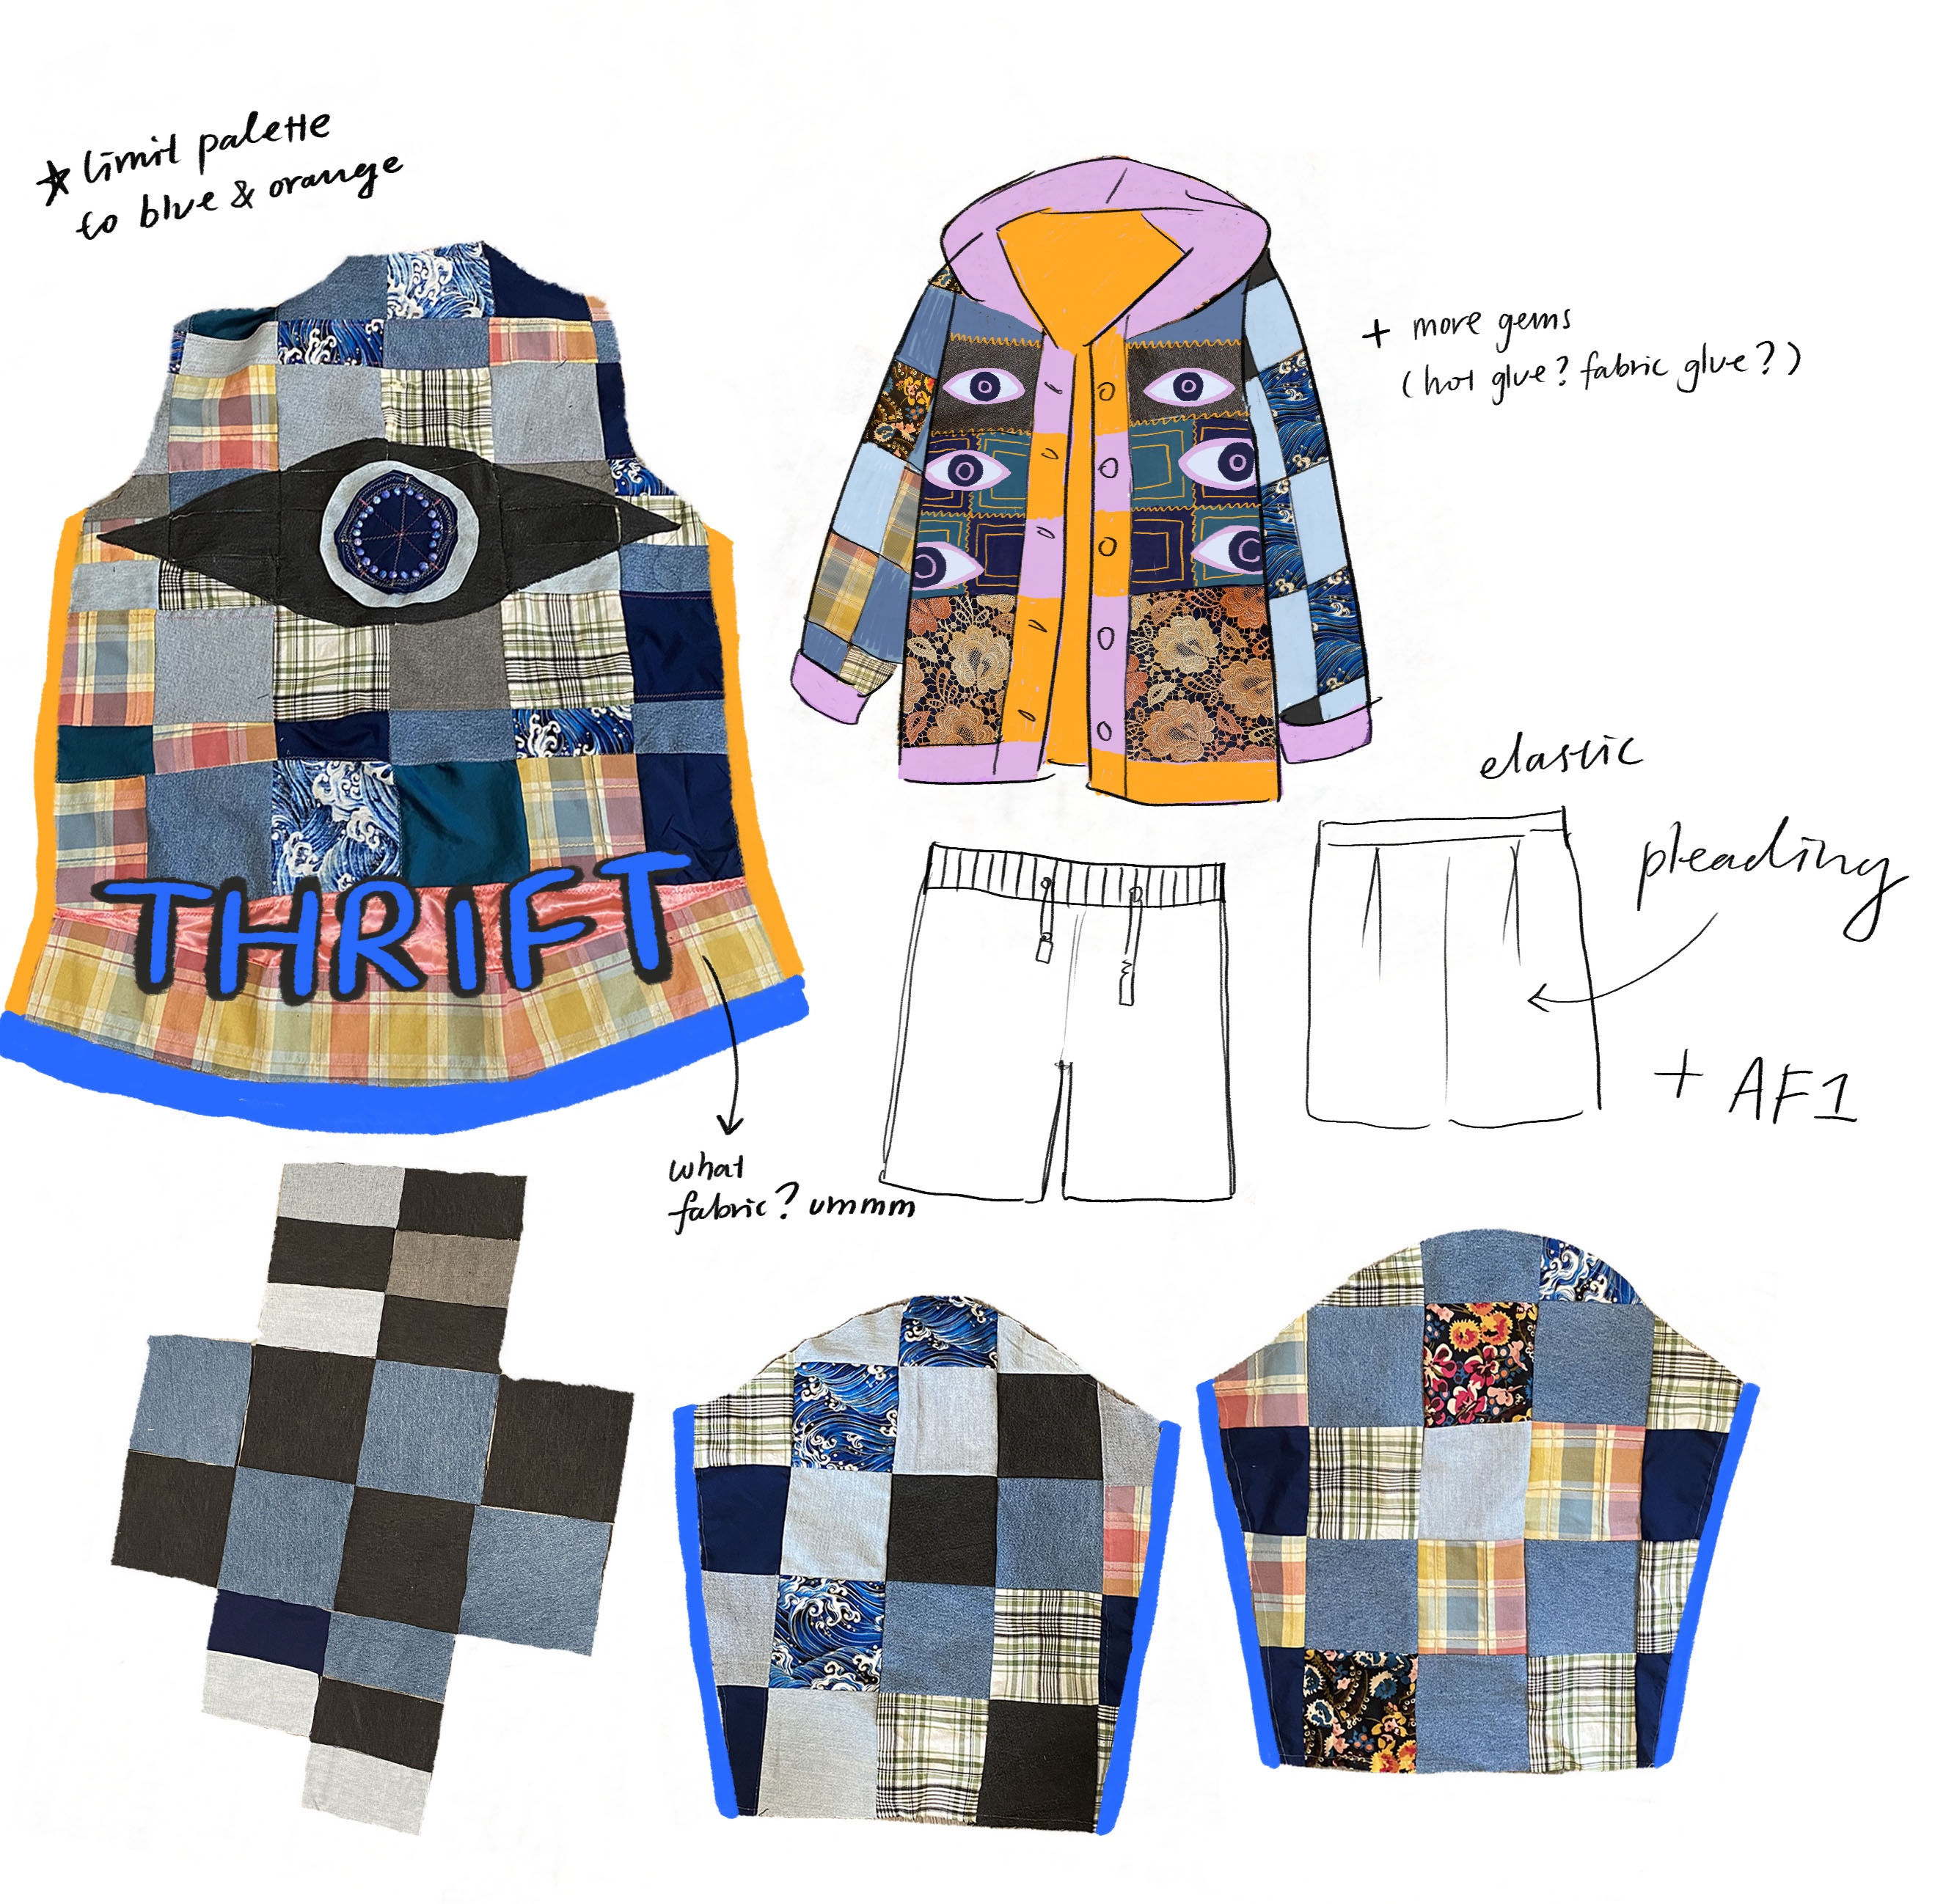 ★ limit palette
to blue & orange
+ more gems
(hot glue? fabric glue?)
elastic
pleading
+ AF1
THRIFT
what
fabric? ummm